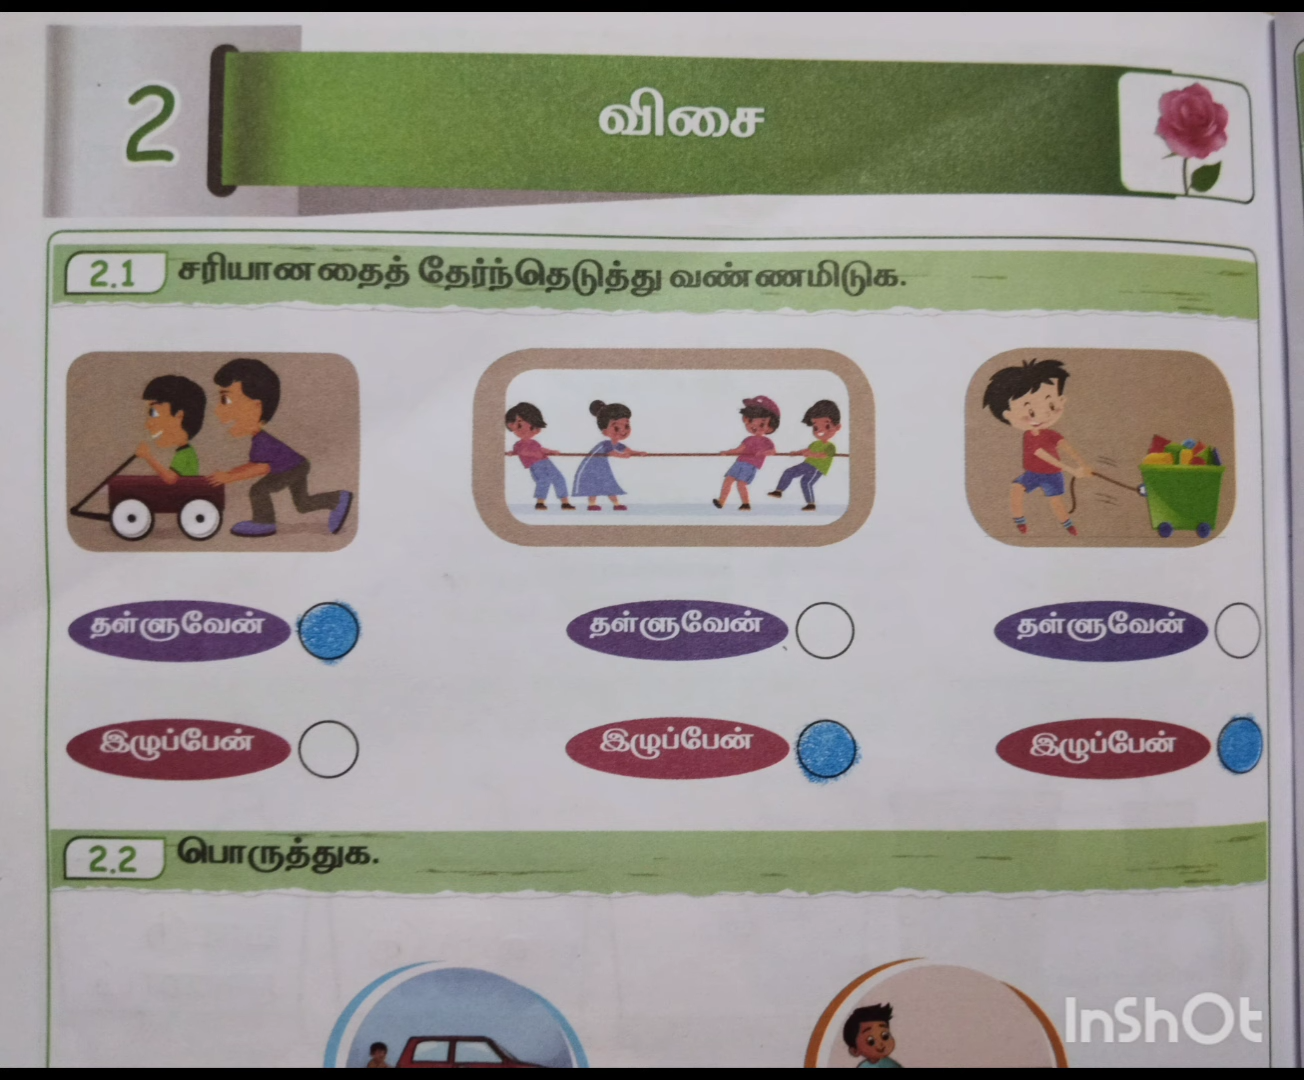 2
விசை
2.1 சரியானதைத் தேர்ந்தெடுத்து வண்ணமிடுக.
தள்ளுவேன் தள்ளுவேன் தள்ளுவேன்
இழுப்பேன் இழுப்பேன் இழுப்பேன்
2.2 பொருத்துக.
InShOt